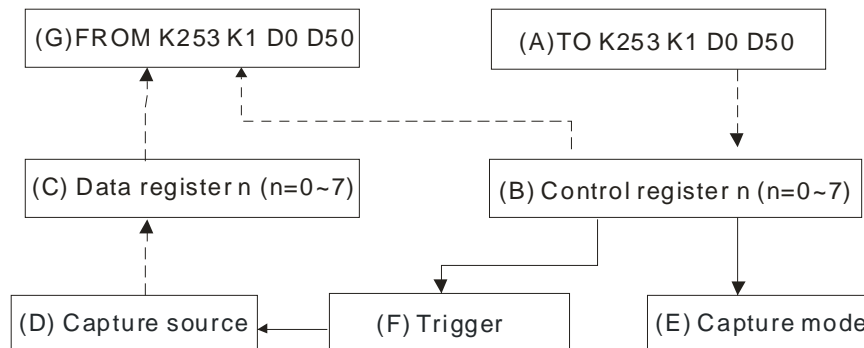 (G)FROM K253 K1 D0 D50
(A)TO K253 K1 D0 D50
(C) Data register n (n=0~7)
(B) Control register n (n=0~7)
(D) Capture source
(F) Trigger
(E) Capture mode